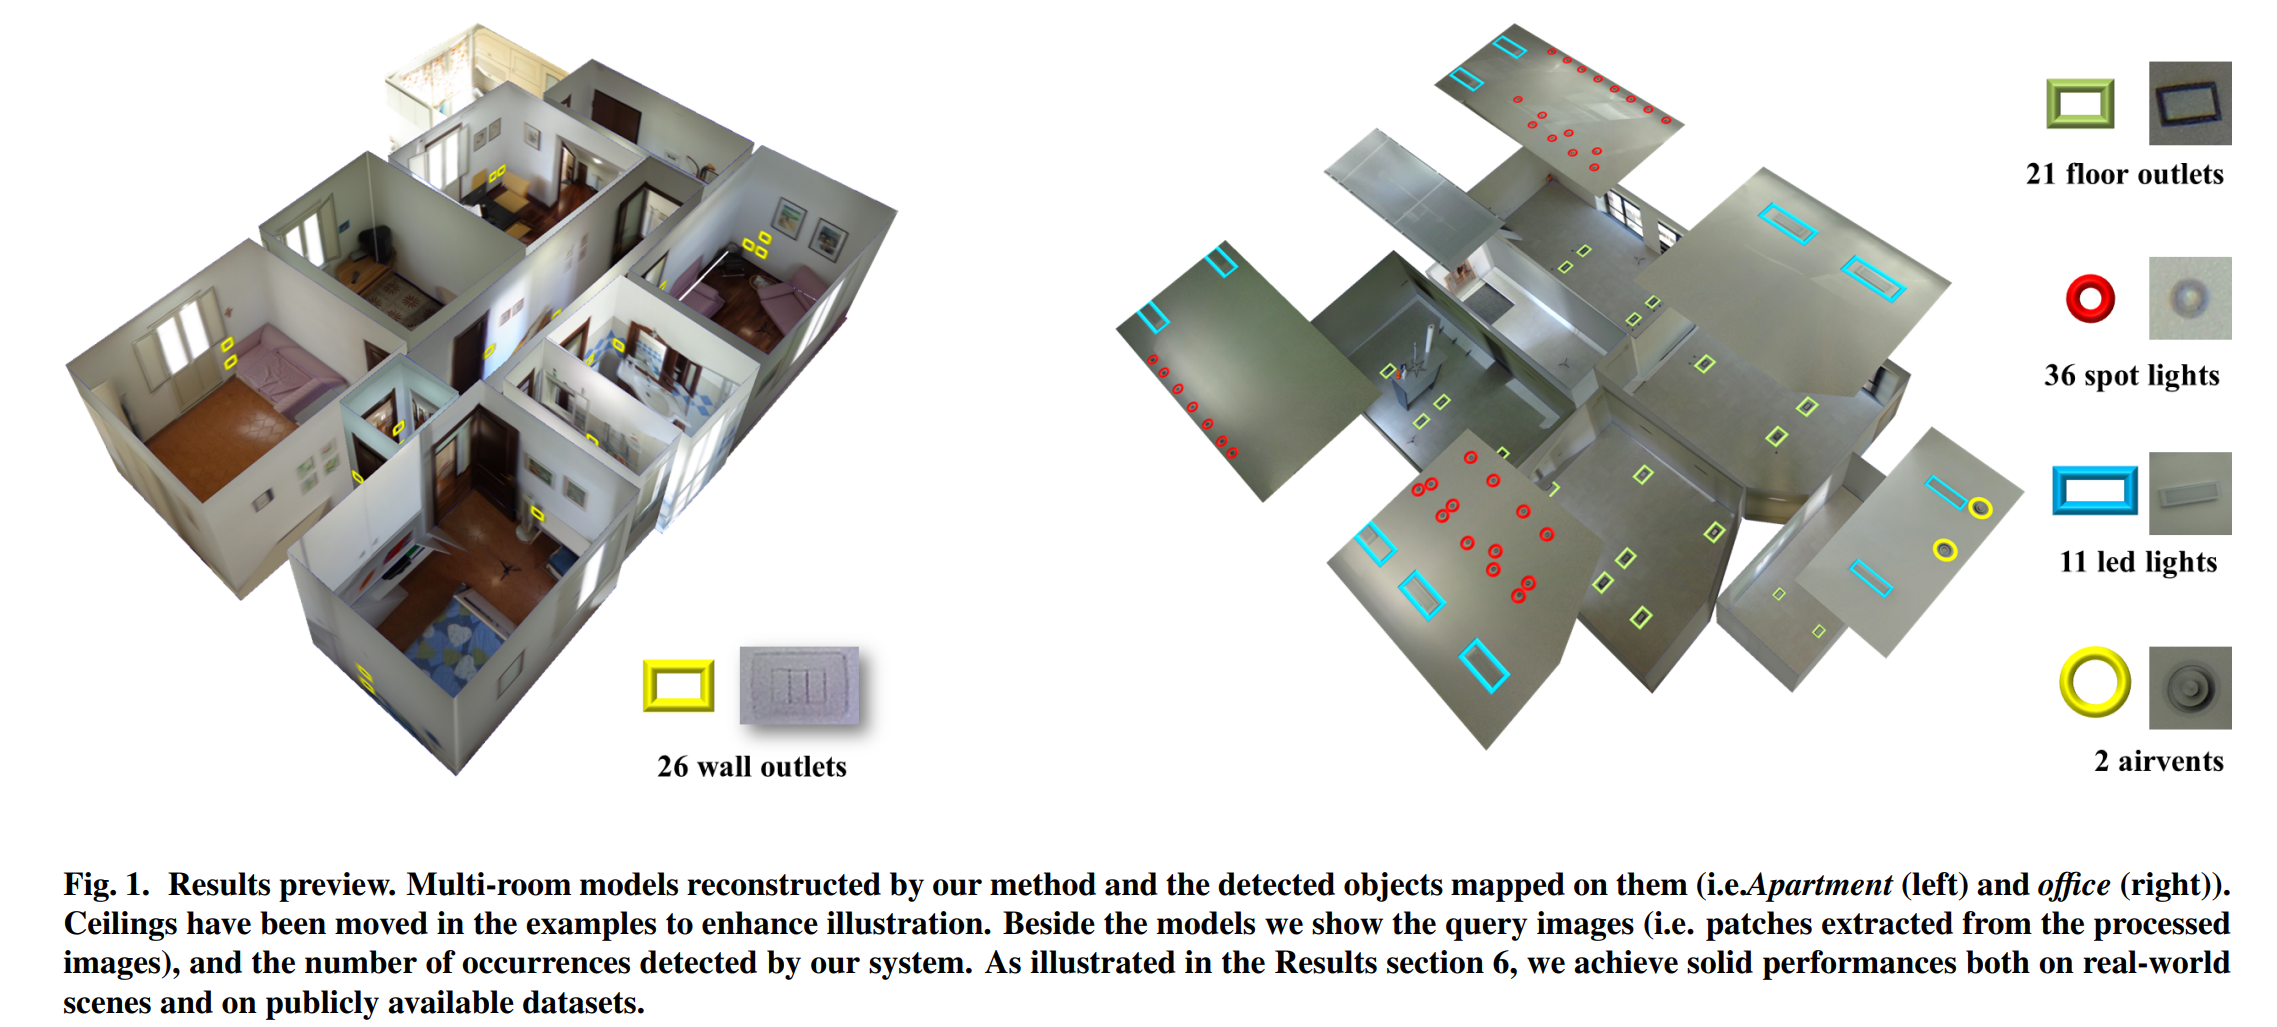 21 floor outlets
36 spot lights
11 led lights
2 airvents
26 wall outlets
Fig. 1. Results preview. Multi-room models reconstructed by our method and the detected objects mapped on them (i.e.Apartment (left) and office (right)).
Ceilings have been moved in the examples to enhance illustration. Beside the models we show the query images (i.e. patches extracted from the processed
images), and the number of occurrences detected by our system. As illustrated in the Results section 6, we achieve solid performances both on real-world
scenes and on publicly available datasets.